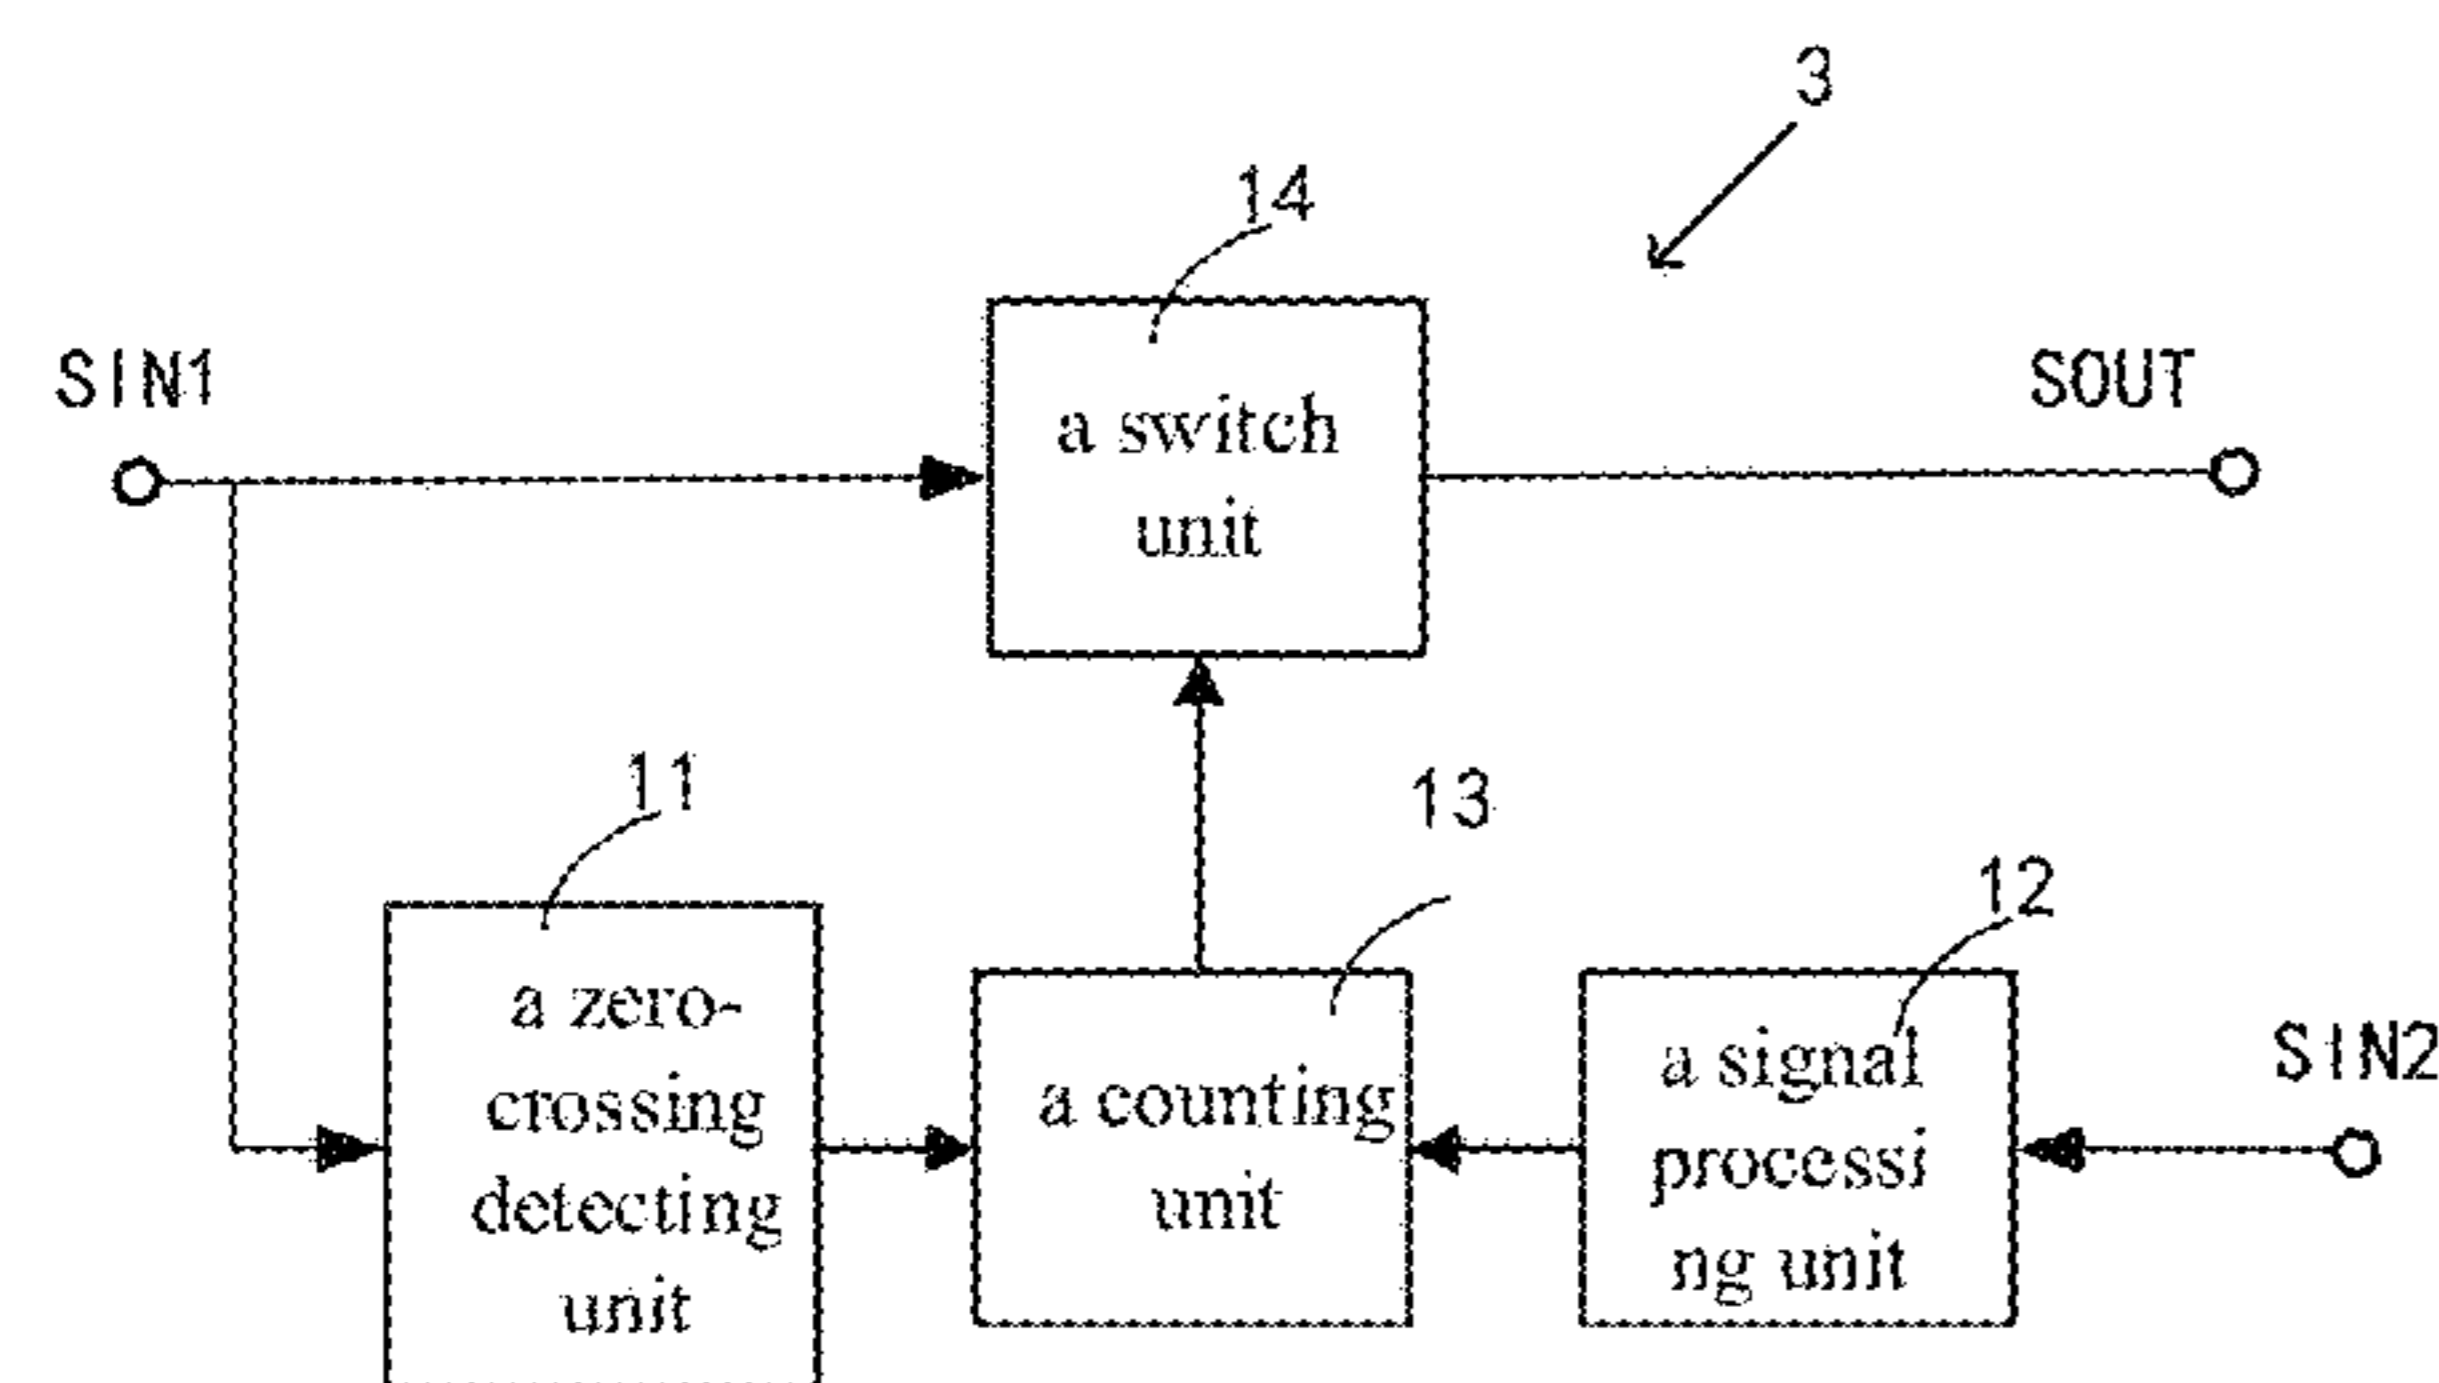 3
14
SIN1
SOUT
a switch
unit
11
13
12
a zero-
crossing
detecting
unit
a counting
unit
a signal
processi
ng unit
SIN2